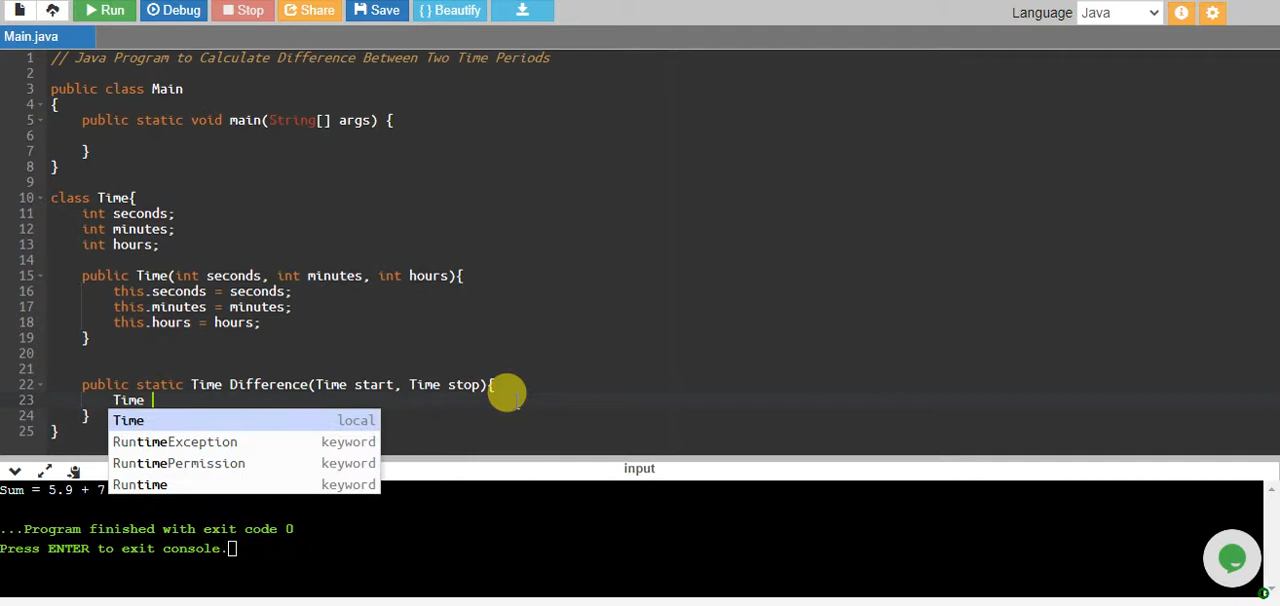 Run Debug Stop Share Save { } Beautify Language Java
Main.java
1 // Java Program to Calculate Difference Between Two Time Periods
2
3 public class Main
4 {
5 public static void main(String[] args) {
6
7 }
8 }
9
10 class Time{
11 int seconds;
12 int minutes;
13 int hours;
14
15 public Time(int seconds, int minutes, int hours){
16 this.seconds = seconds;
17 this.minutes = minutes;
18 this.hours = hours;
19 }
20
21
22 public static Time Difference(Time start, Time stop){
23 Time
24 }
25 }
Time local
RuntimeException keyword
RuntimePermission keyword
Runtime keyword
input
Sum = 5.9 + 7
...Program finished with exit code 0
Press ENTER to exit console.